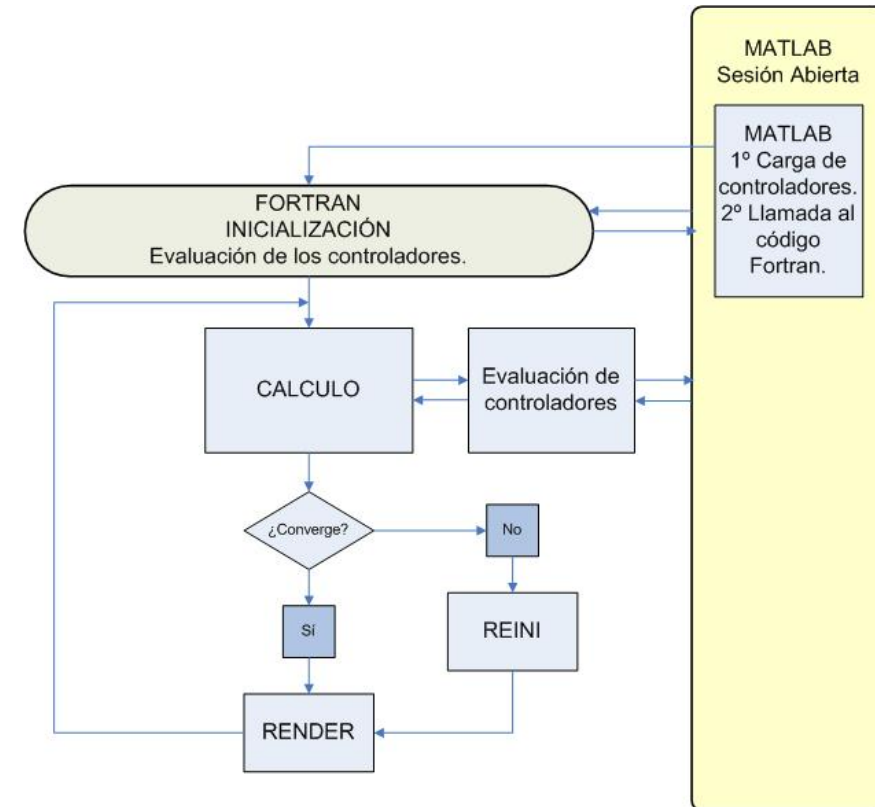 MATLAB
Sesión Abierta
MATLAB
1º Carga de
controladores.
2º Llamada al
código
Fortran.
FORTRAN
INICIALIZACIÓN
Evaluación de los controladores.
CALCULO
Evaluación de
controladores
¿Converge?
No
Sí
REINI
RENDER